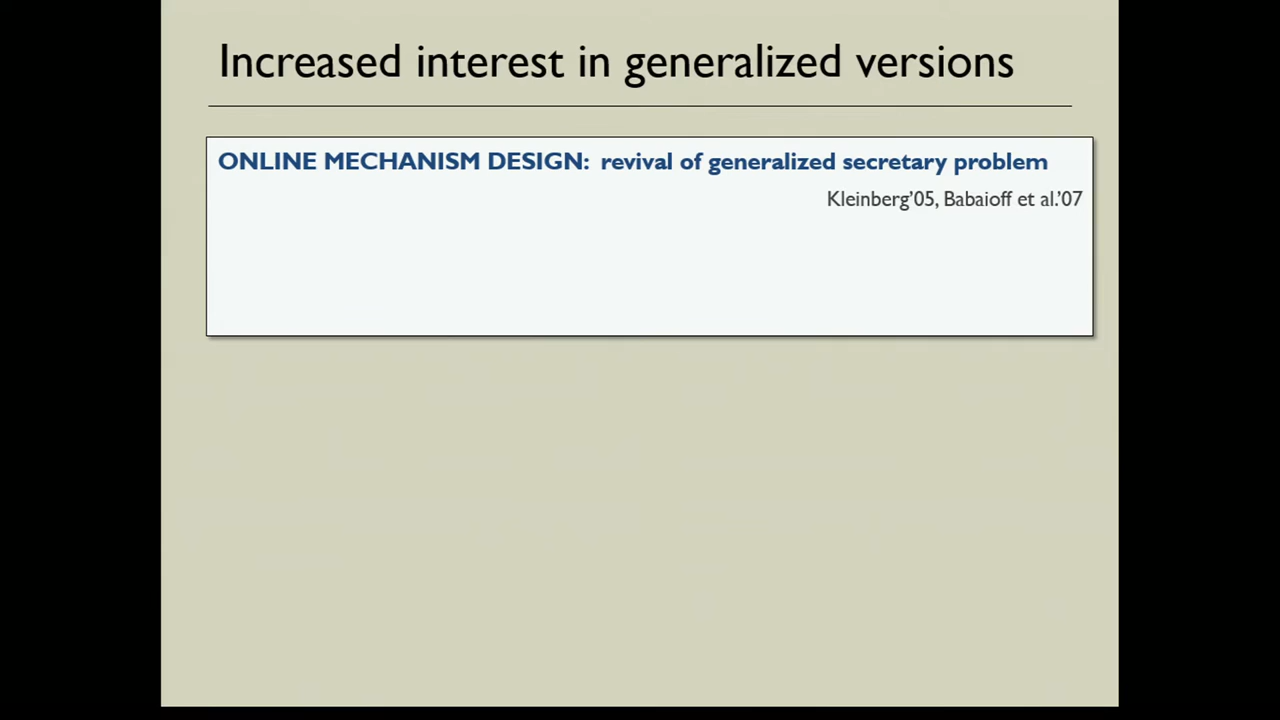 Increased interest in generalized versions
ONLINE MECHANISM DESIGN: revival of generalized secretary problem
Kleinberg’05, Babaioff et al.’07